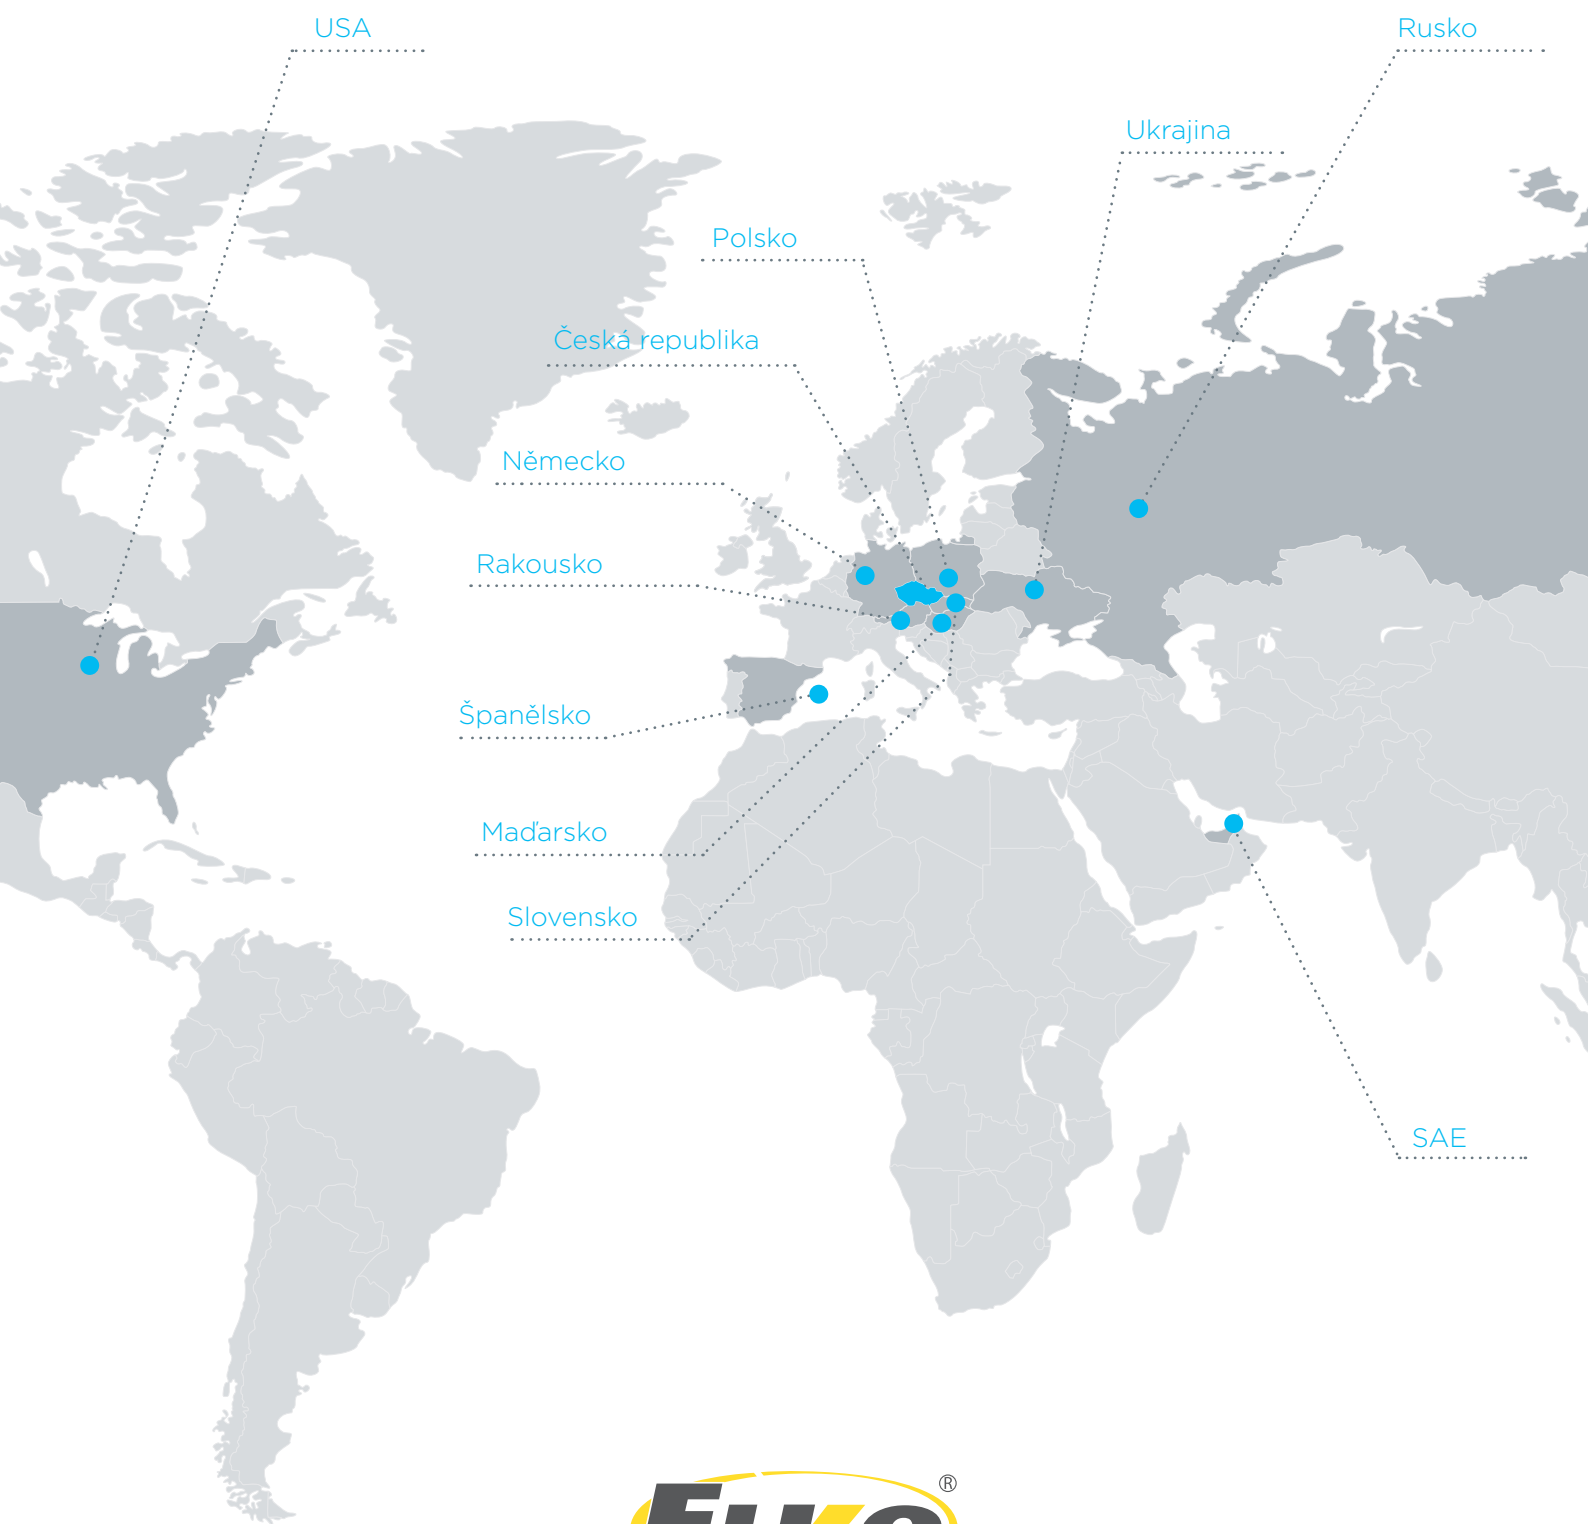 USA
Rusko
Ukrajina
Polsko
Česká republika
Německo
Rakousko
Španělsko
Maďarsko
Slovensko
SAE
®